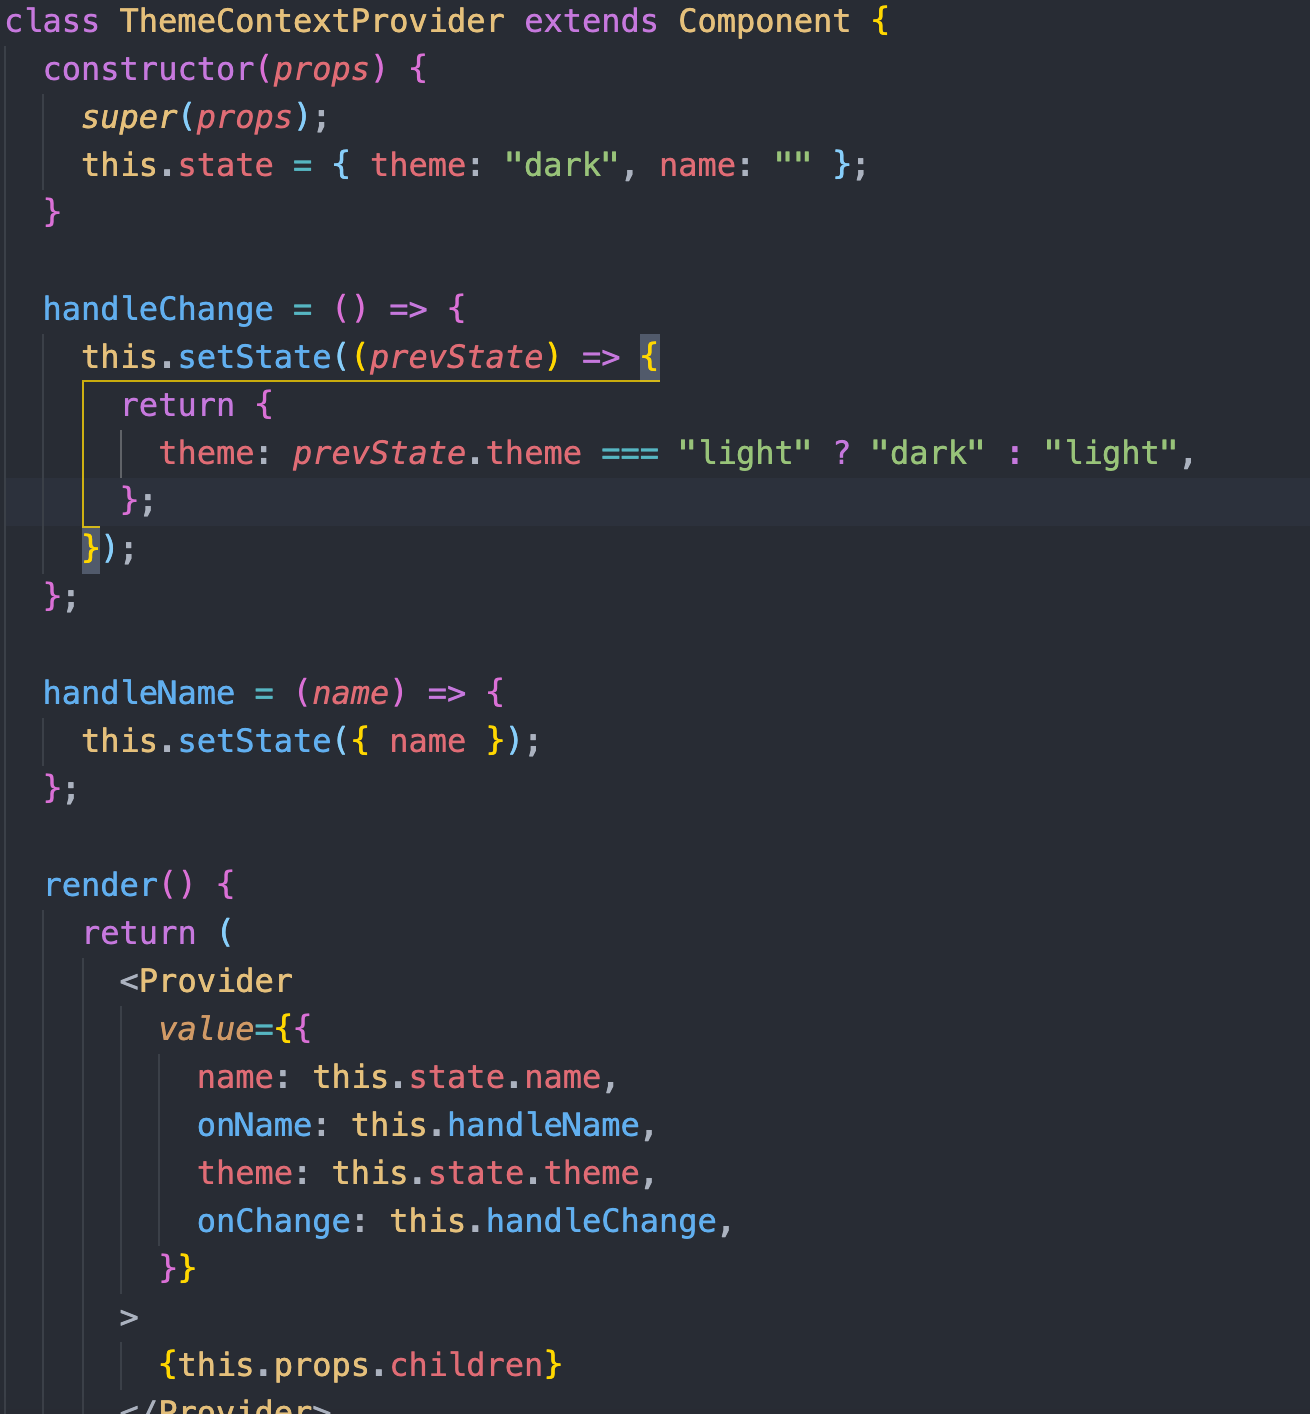 class ThemeContextProvider extends Component {
  constructor(props) {
    super(props);
    this.state = { theme: "dark", name: "" };
  }

  handleChange = () => {
    this.setState((prevState) => {
      return {
        theme: prevState.theme === "light" ? "dark" : "light",
      };
    });
  };

  handleName = (name) => {
    this.setState({ name });
  };

  render() {
    return (
      <Provider
        value={{
          name: this.state.name,
          onName: this.handleName,
          theme: this.state.theme,
          onChange: this.handleChange,
        }}
      >
        {this.props.children}
      </Provider>